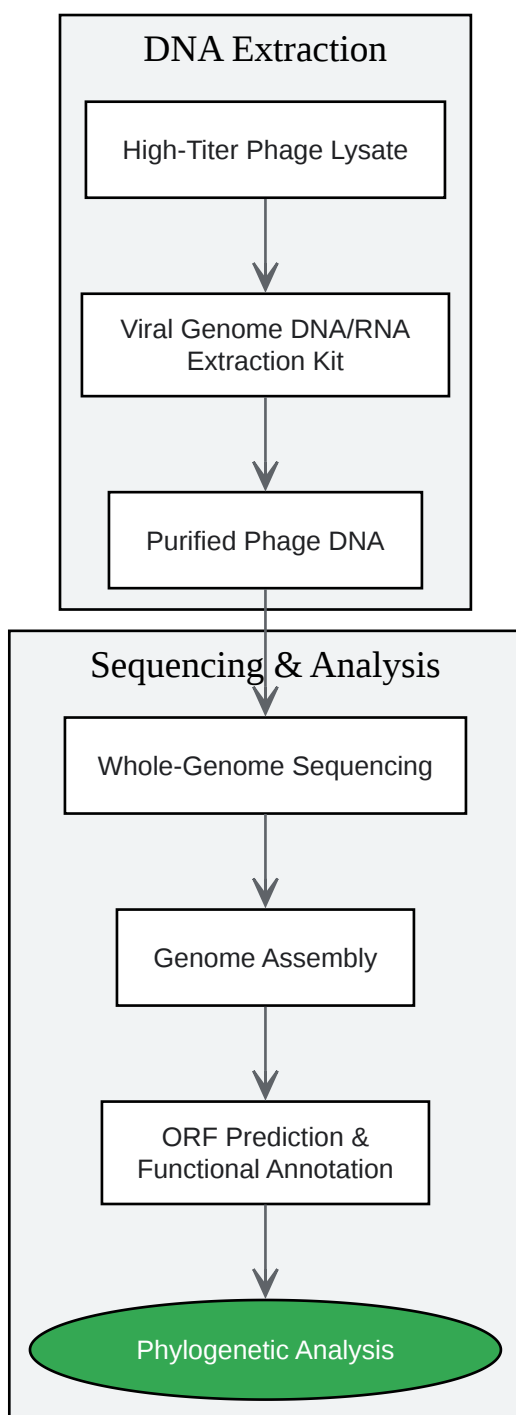 DNA Extraction
High-Titer Phage Lysate
Viral Genome DNA/RNA
Extraction Kit
Purified Phage DNA
Sequencing & Analysis
Whole-Genome Sequencing
Genome Assembly
ORF Prediction &
Functional Annotation
Phylogenetic Analysis